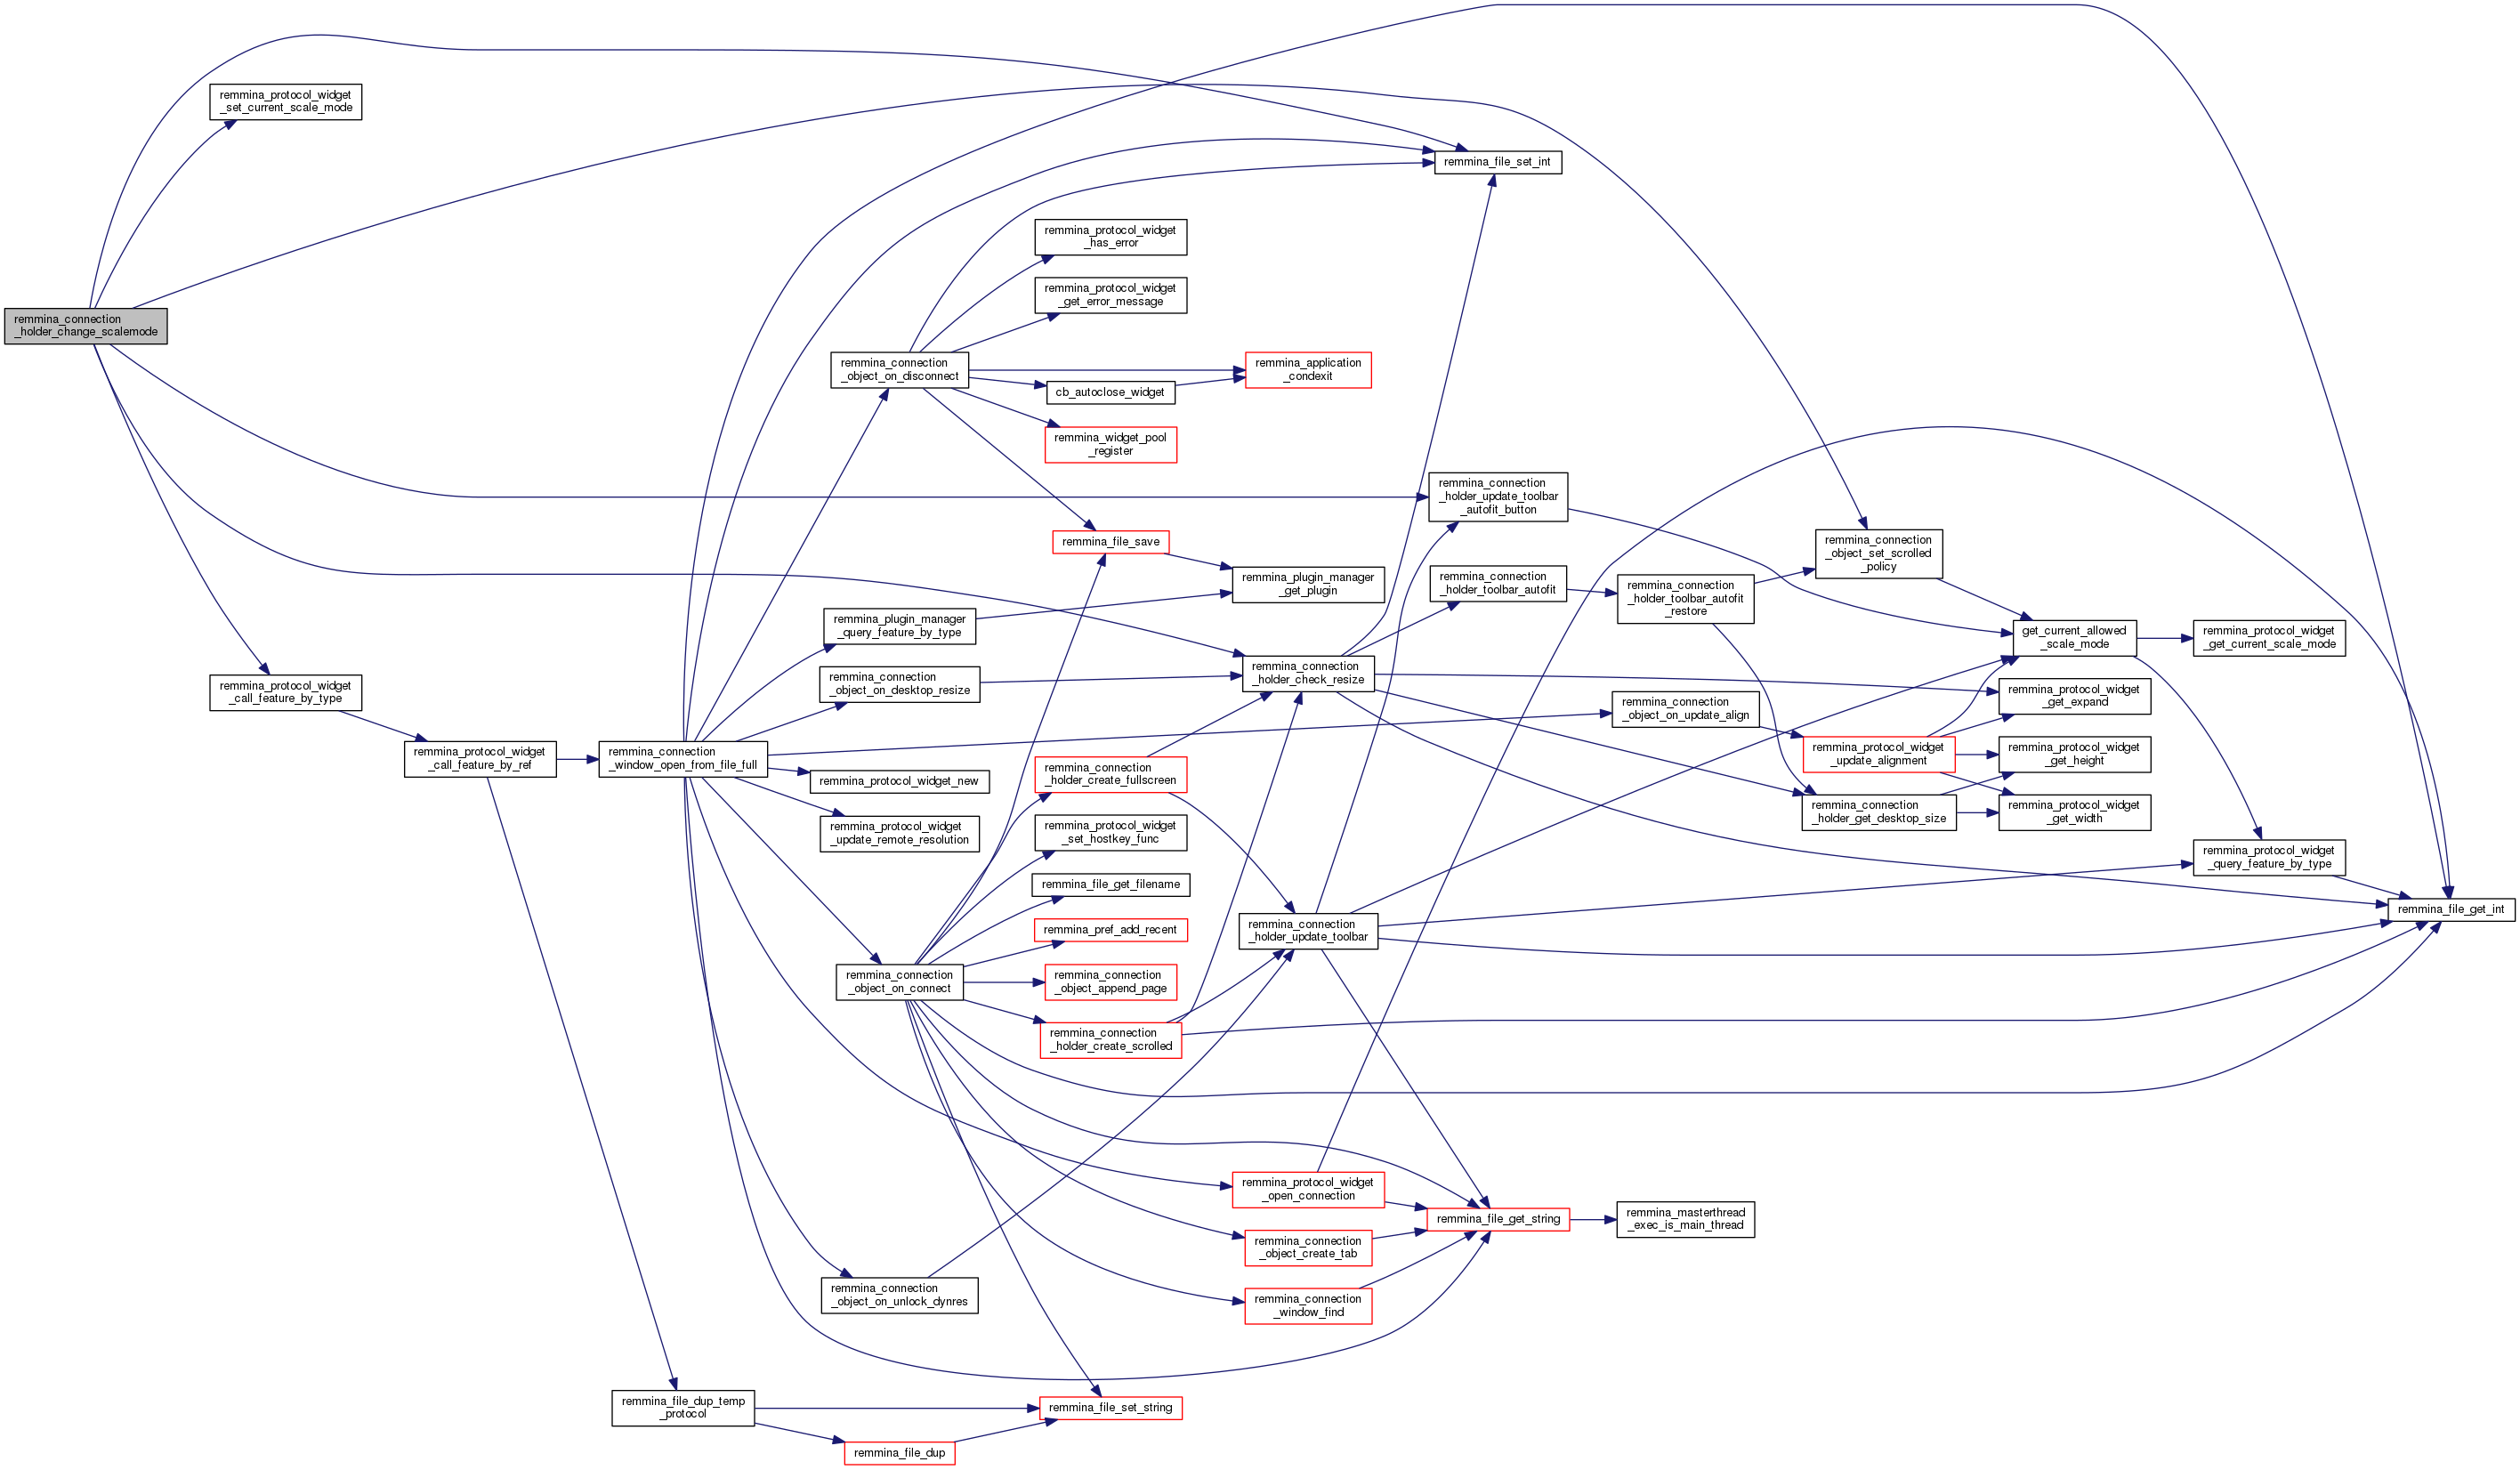 remmina_connection
_holder_change_scalemode
remmina_protocol_widget
_set_current_scale_mode
remmina_protocol_widget
_call_feature_by_type
remmina_protocol_widget
_call_feature_by_ref
remmina_connection
_window_open_from_file_full
remmina_file_dup_temp
_protocol
remmina_connection
_object_on_disconnect
remmina_plugin_manager
_query_feature_by_type
remmina_connection
_object_on_desktop_resize
remmina_protocol_widget_new
remmina_protocol_widget
_update_remote_resolution
remmina_connection
_object_on_connect
remmina_connection
_object_on_unlock_dynres
remmina_file_dup
remmina_protocol_widget
_has_error
remmina_protocol_widget
_get_error_message
cb_autoclose_widget
remmina_widget_pool
_register
remmina_file_save
remmina_connection
_holder_create_fullscreen
remmina_protocol_widget
_set_hostkey_func
remmina_file_get_filename
remmina_pref_add_recent
remmina_connection
_object_append_page
remmina_connection
_holder_create_scrolled
remmina_file_set_string
remmina_application
_condexit
remmina_plugin_manager
_get_plugin
remmina_connection
_holder_check_resize
remmina_connection
_holder_update_toolbar
remmina_protocol_widget
_open_connection
remmina_connection
_object_create_tab
remmina_connection
_window_find
remmina_file_set_int
remmina_connection
_holder_update_toolbar
_autofit_button
remmina_connection
_holder_toolbar_autofit
remmina_file_get_string
remmina_connection
_holder_toolbar_autofit
_restore
remmina_connection
_object_on_update_align
remmina_masterthread
_exec_is_main_thread
remmina_connection
_object_set_scrolled
_policy
remmina_protocol_widget
_update_alignment
remmina_connection
_holder_get_desktop_size
get_current_allowed
_scale_mode
remmina_protocol_widget
_get_expand
remmina_protocol_widget
_get_height
remmina_protocol_widget
_get_width
remmina_protocol_widget
_get_current_scale_mode
remmina_protocol_widget
_query_feature_by_type
remmina_file_get_int